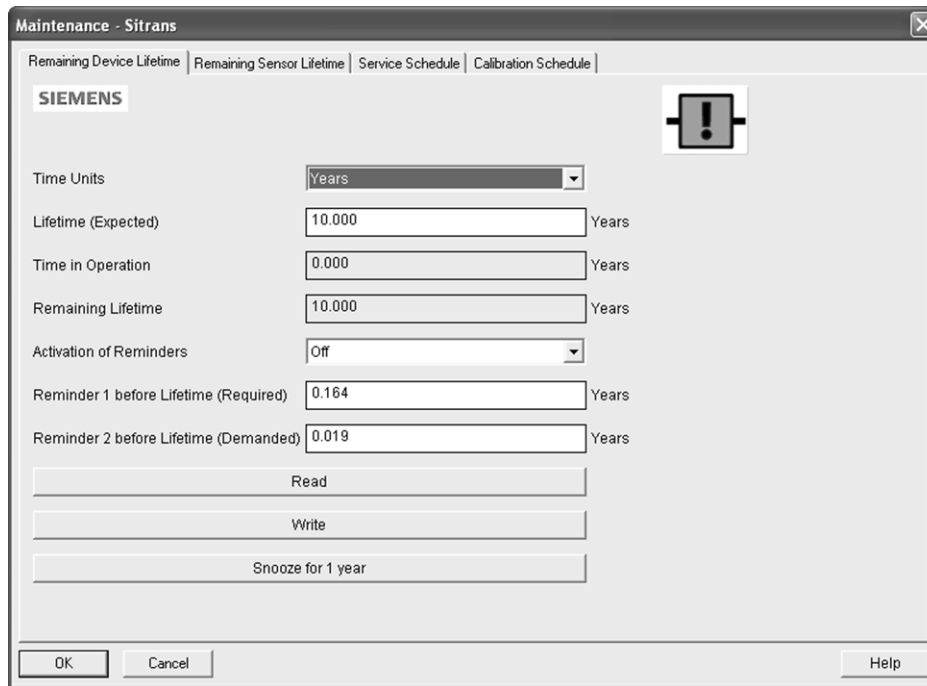 Maintenance - Sitrans
Remaining Device Lifetime Remaining Sensor Lifetime Service Schedule Calibration Schedule
SIEMENS
!
Time Units Years
Lifetime (Expected) 10.000 Years
Time in Operation 0.000 Years
Remaining Lifetime 10.000 Years
Activation of Reminders Off
Reminder 1 before Lifetime (Required) 0.164 Years
Reminder 2 before Lifetime (Demanded) 0.019 Years
Read
Write
Snooze for 1 year
OK Cancel Help